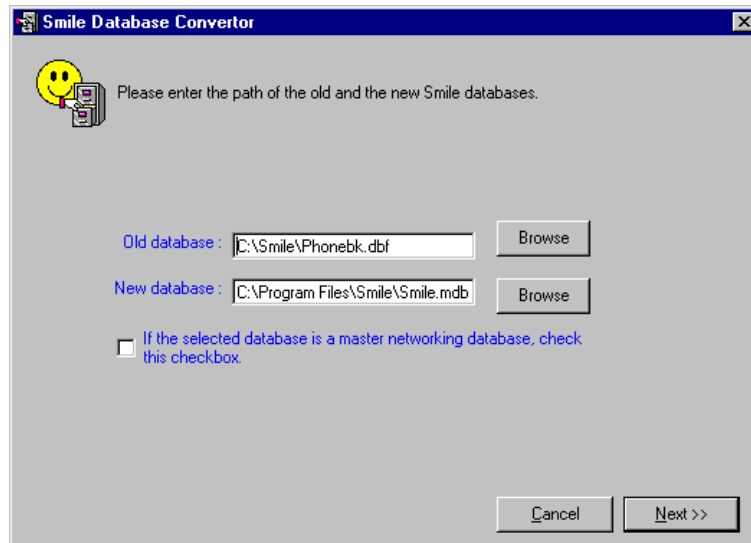 Smile Database Convertor
Please enter the path of the old and the new Smile databases.
Old database : C:\Smile\Phonebk.dbf Browse
New database : C:\Program Files\Smile\Smile.mdb Browse
If the selected database is a master networking database, check
this checkbox.
Cancel Next >>